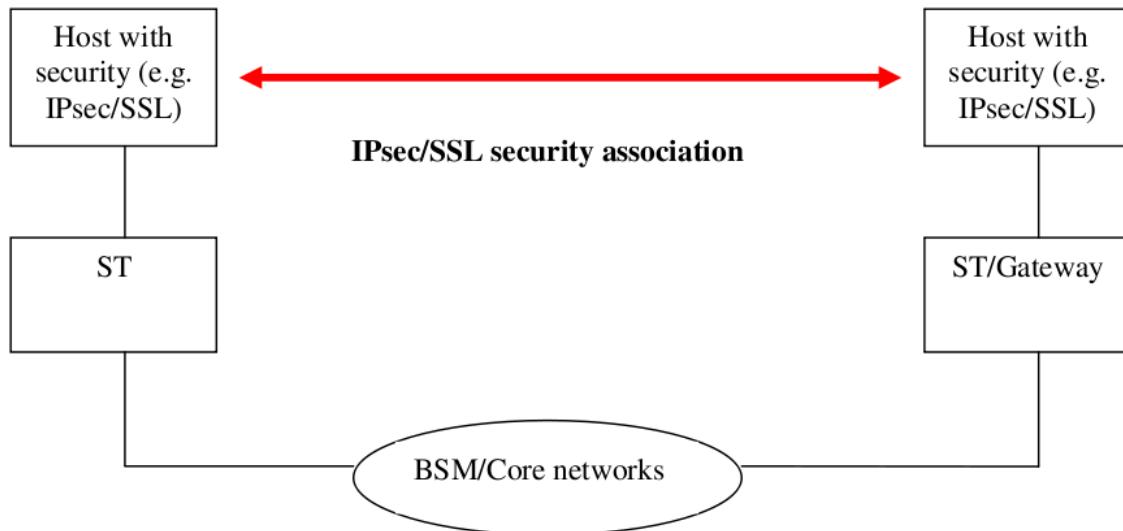 Host with
security (e.g.
IPsec/SSL)
Host with
security (e.g.
IPsec/SSL)
IPsec/SSL security association
ST
ST/Gateway
BSM/Core networks